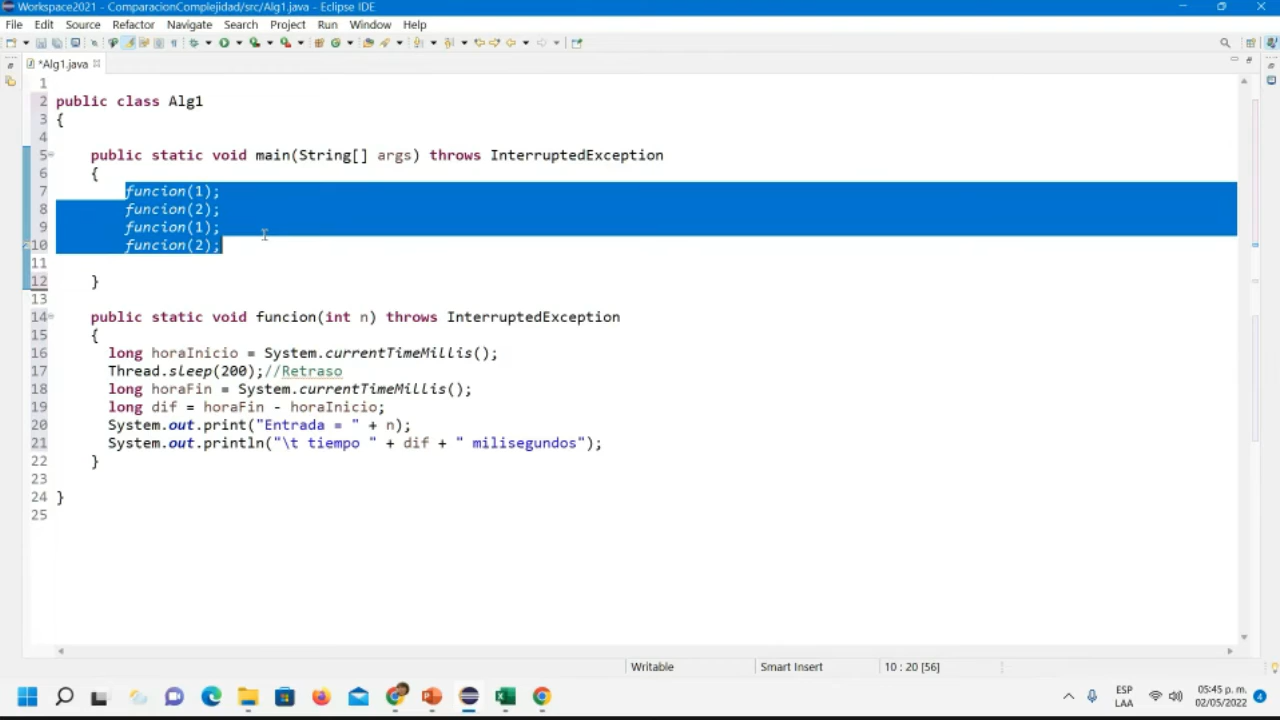 Workspace2021 - ComparacionComplejidad/src/Alg1.java - Eclipse IDE
File Edit Source Refactor Navigate Search Project Run Window Help
*Alg1.java
1
2 public class Alg1
3 {
4
5 public static void main(String[] args) throws InterruptedException
6 {
7 funcion(1);
8 funcion(2);
9 funcion(1);
10 funcion(2);
11
12 }
13
14 public static void funcion(int n) throws InterruptedException
15 {
16 long horaInicio = System.currentTimeMillis();
17 Thread.sleep(200);//Retraso
18 long horaFin = System.currentTimeMillis();
19 long dif = horaFin - horaInicio;
20 System.out.print("Entrada = " + n);
21 System.out.println("\t tiempo " + dif + " milisegundos");
22 }
23
24 }
25
Writable Smart Insert 10 : 20 [56]
ESP
LAA
05:45 p. m.
02/05/2022
4